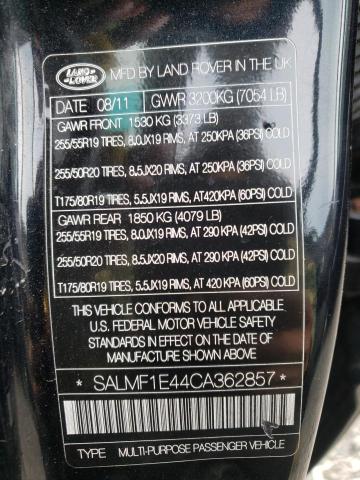 LAND ROVER
MFD BY LAND ROVER IN THE UK
DATE 08/11 GVWR 3200KG (7054 LB)
GAWR FRONT 1530 KG (3373 LB)
255/55R19 TIRES, 8.0JX19 RIMS, AT 250KPA (36PSI) COLD
255/50R20 TIRES, 8.5JX20 RIMS, AT 250KPA (36PSI) COLD
T175/80R19 TIRES, 5.5JX19 RIMS, AT420KPA (60PSI) COLD
GAWR REAR 1850 KG (4079 LB)
255/55R19 TIRES, 8.0JX19 RIMS, AT 290 KPA (42PSI) COLD
255/50R20 TIRES, 8.5JX20 RIMS, AT 290 KPA (42PSI) COLD
T175/80R19 TIRES, 5.5JX19 RIMS, AT 420 KPA (60PSI) COLD
THIS VEHICLE CONFORMS TO ALL APPLICABLE
U.S. FEDERAL MOTOR VEHICLE SAFETY
STANDARDS IN EFFECT ON THE DATE OF
MANUFACTURE SHOWN ABOVE.
* SALMF1E44CA362857 *
TYPE MULTI-PURPOSE PASSENGER VEHICLE